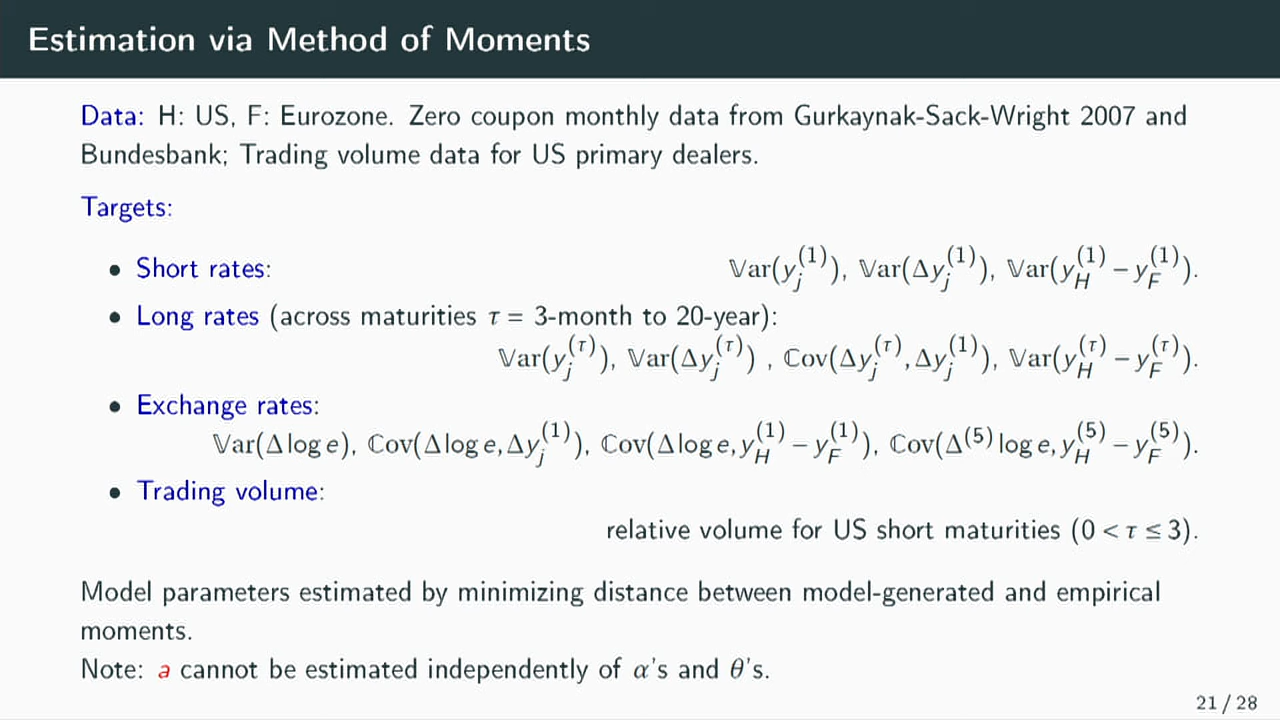 Estimation via Method of Moments
Data: H: US, F: Eurozone. Zero coupon monthly data from Gurkaynak-Sack-Wright 2007 and
Bundesbank; Trading volume data for US primary dealers.
Targets:
• Short rates: 𝕍ar(y_j^{(1)}), 𝕍ar(Δy_j^{(1)}), 𝕍ar(y_H^{(1)} − y_F^{(1)}).
• Long rates (across maturities τ = 3-month to 20-year):
𝕍ar(y_j^{(τ)}), 𝕍ar(Δy_j^{(τ)}) , ℂov(Δy_j^{(τ)}, Δy_j^{(1)}), 𝕍ar(y_H^{(τ)} − y_F^{(τ)}).
• Exchange rates:
𝕍ar(Δ log e), ℂov(Δ log e, Δy_j^{(1)}), ℂov(Δ log e, y_H^{(1)} − y_F^{(1)}), ℂov(Δ^{(5)} log e, y_H^{(5)} − y_F^{(5)}).
• Trading volume:
relative volume for US short maturities (0 < τ ≤ 3).
Model parameters estimated by minimizing distance between model-generated and empirical
moments.
Note: a cannot be estimated independently of α's and θ's.
21 / 28